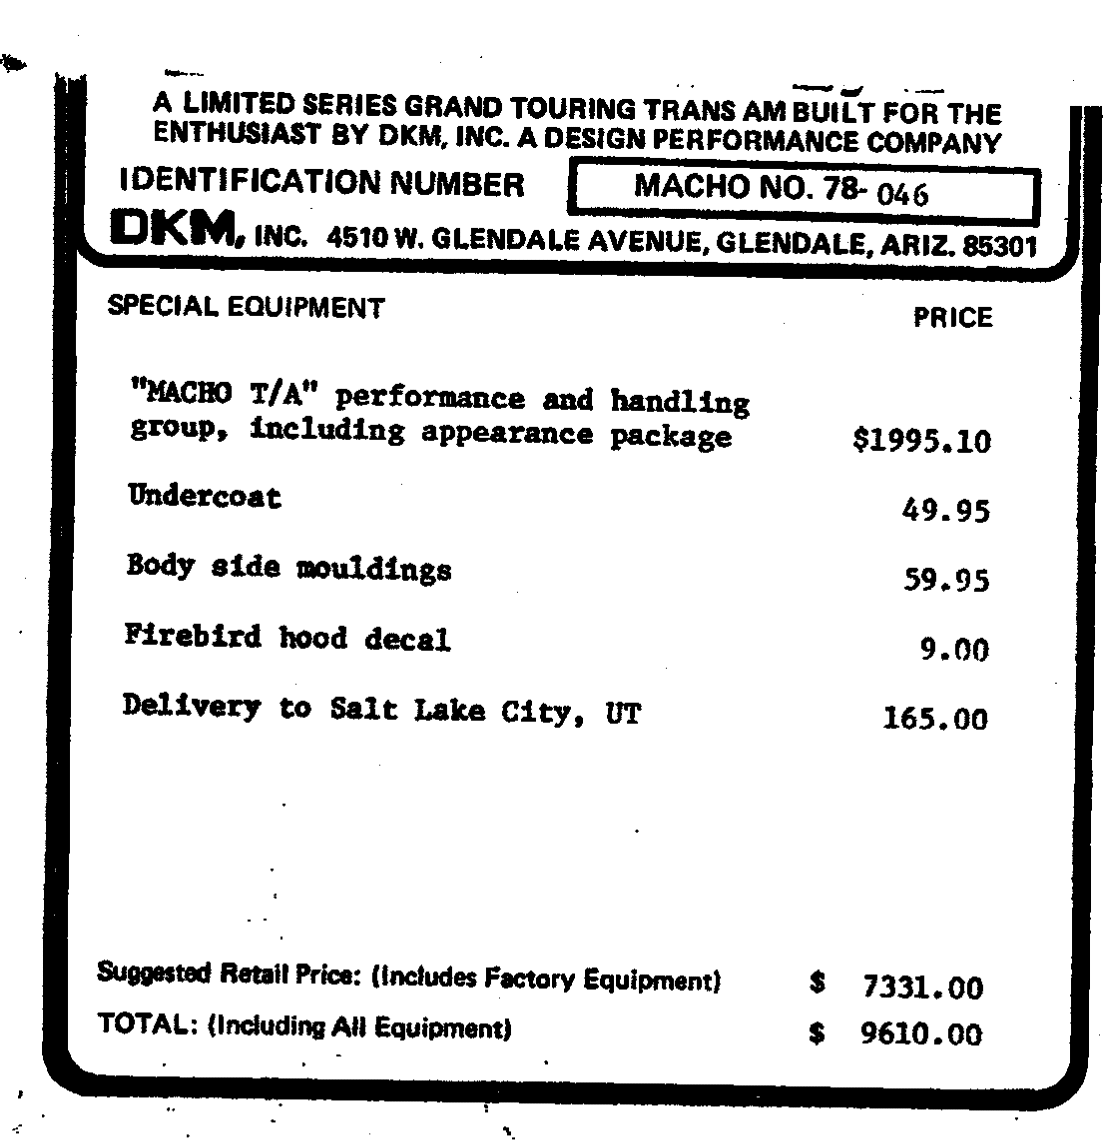 A LIMITED SERIES GRAND TOURING TRANS AM BUILT FOR THE
ENTHUSIAST BY DKM, INC. A DESIGN PERFORMANCE COMPANY
IDENTIFICATION NUMBER MACHO NO. 78-046
DKM, INC. 4510 W. GLENDALE AVENUE, GLENDALE, ARIZ. 85301
SPECIAL EQUIPMENT PRICE
"MACHO T/A" performance and handling
group, including appearance package $1995.10
Undercoat 49.95
Body side mouldings 59.95
Firebird hood decal 9.00
Delivery to Salt Lake City, UT 165.00
Suggested Retail Price: (Includes Factory Equipment) $ 7331.00
TOTAL: (Including All Equipment) $ 9610.00